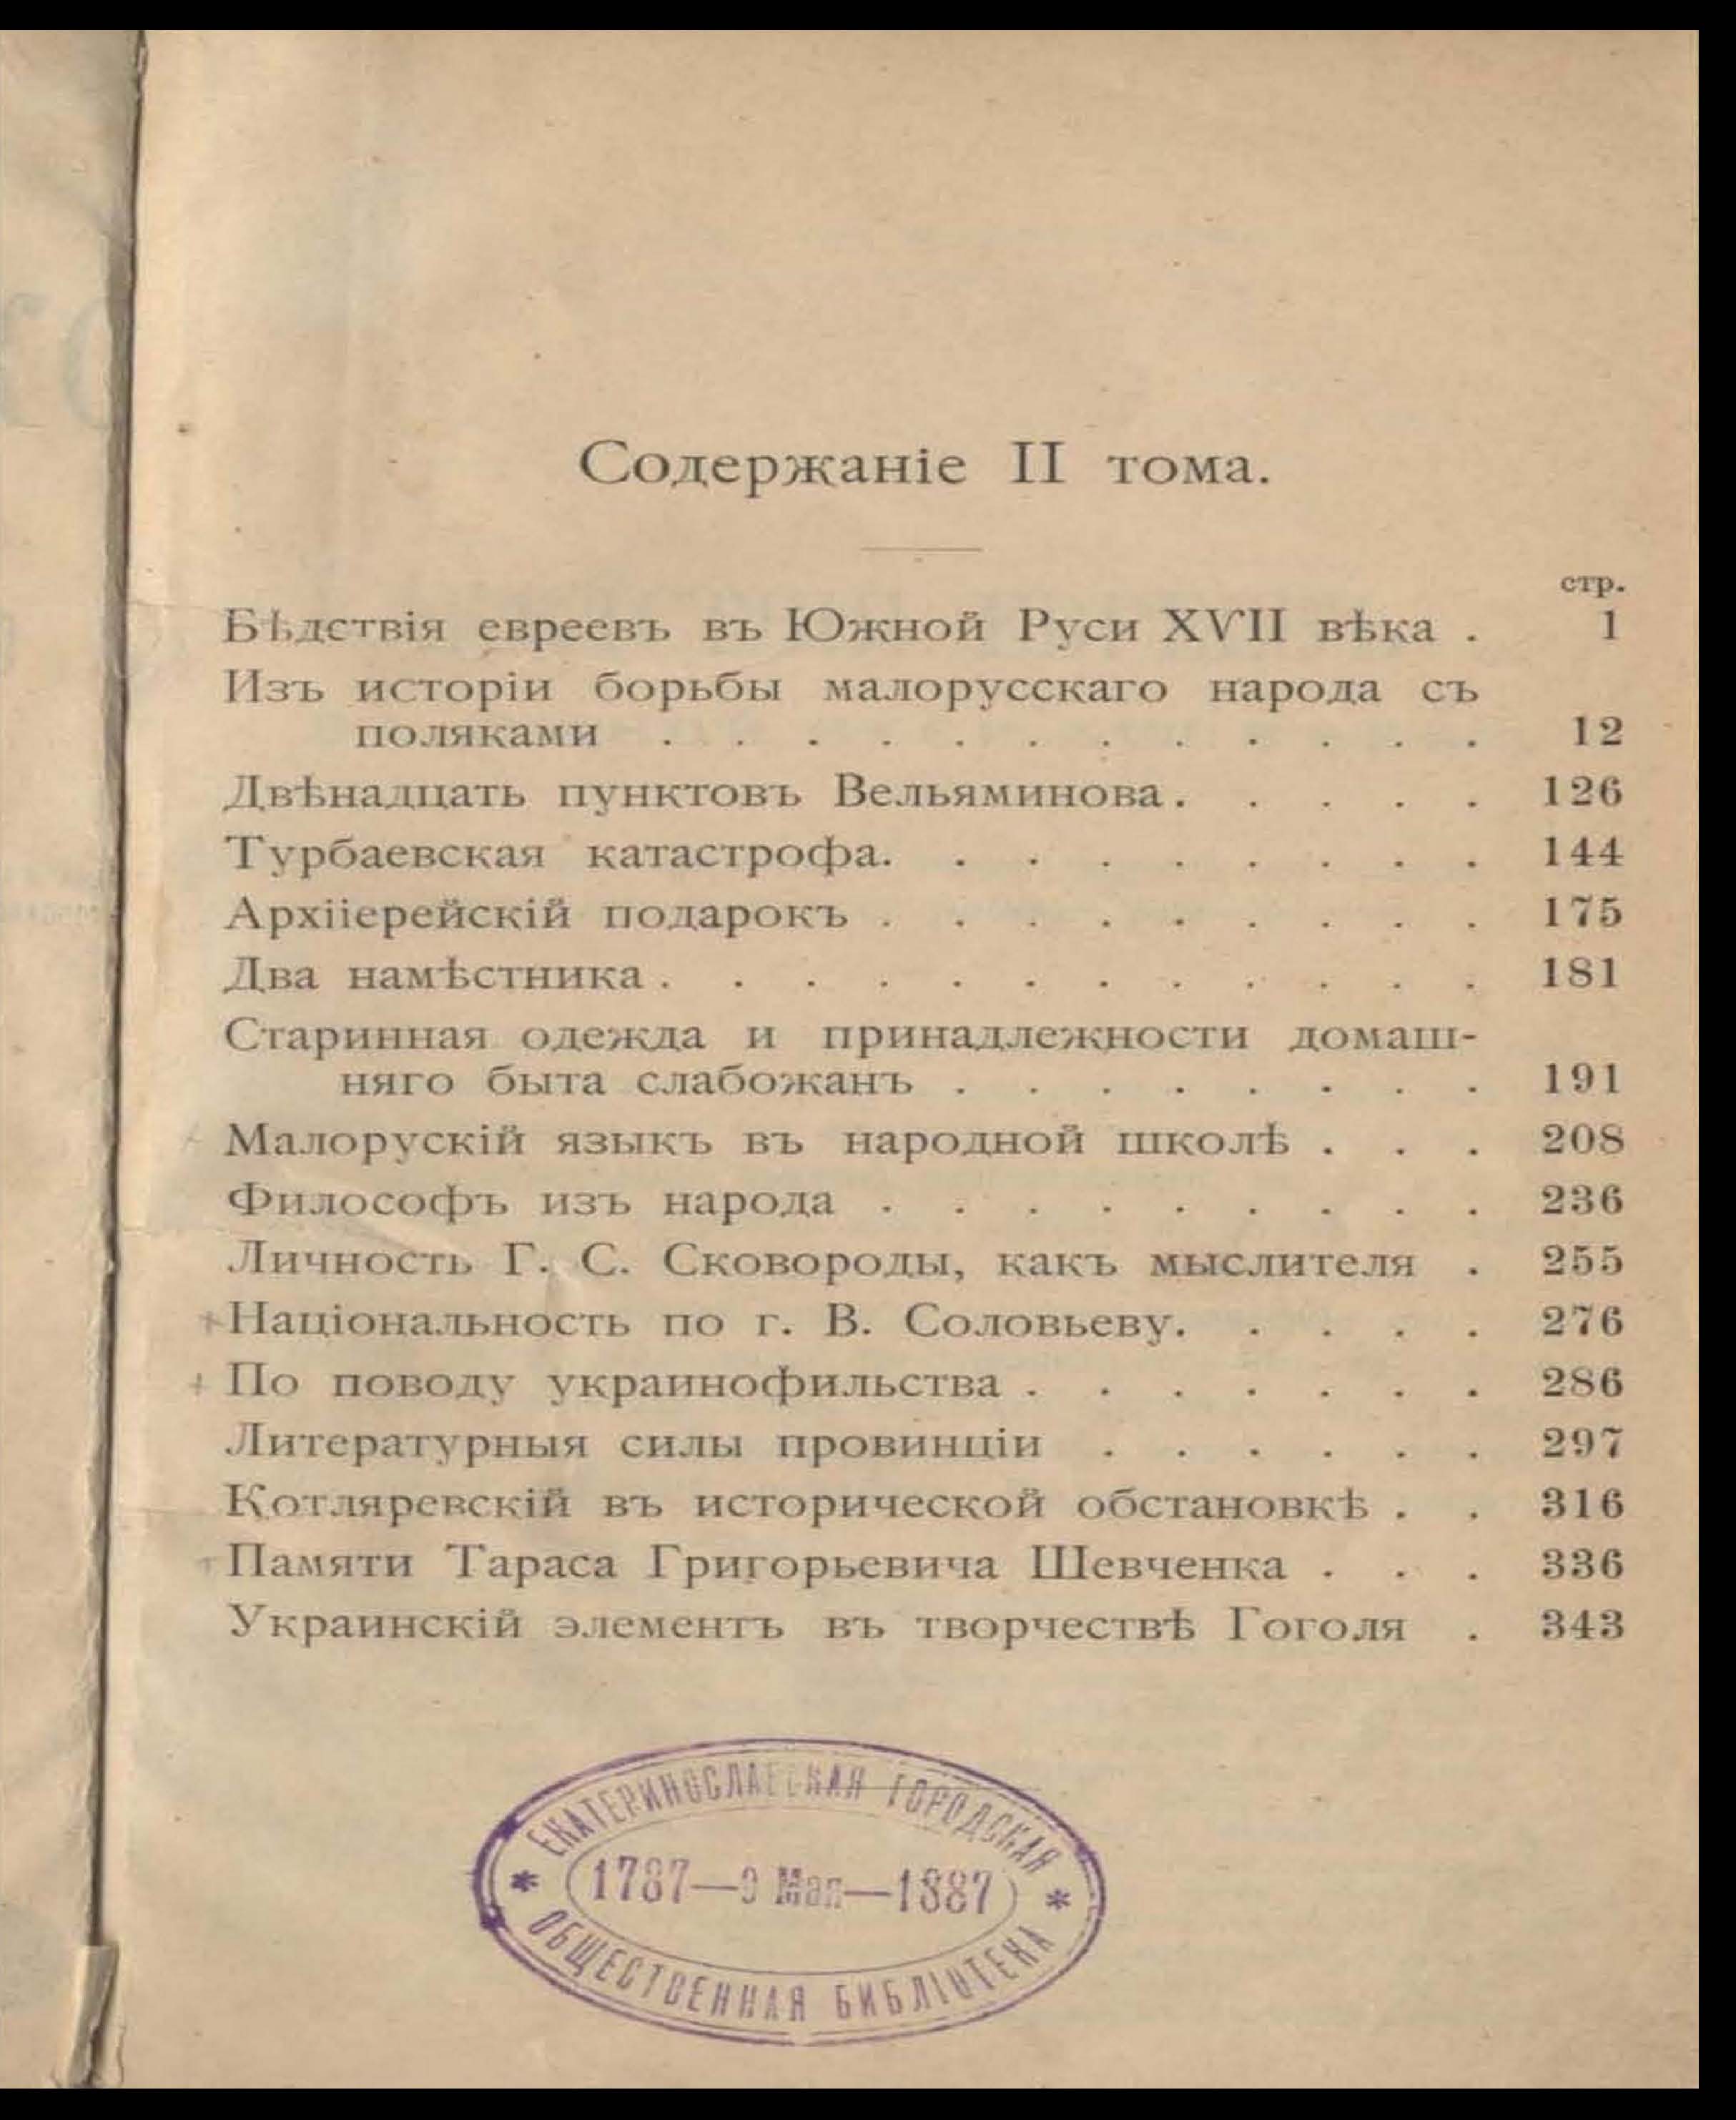 Содержаніе II тома.
стр.
Бѣдствія евреевъ въ Южной Руси XVII вѣка . 1
Изъ исторіи борьбы малорусскаго народа съ
поляками . . . . . . . . . . . . 12
Двѣнадцать пунктовъ Вельяминова. . . . . 126
Турбаевская катастрофа. . . . . . . . . 144
Архіиерейскій подарокъ . . . . . . . . . 175
Два намѣстника . . . . . . . . . . . . 181
Старинная одежда и принадлежности домаш-
няго быта слабожанъ . . . . . . . . 191
Малорускій языкъ въ народной школѣ . . . 208
Философъ изъ народа . . . . . . . . . 236
Личность Г. С. Сковороды, какъ мыслителя . 255
+ Національность по г. В. Соловьеву. . . . . 276
+ По поводу украинофильства . . . . . . . 286
Литературныя силы провинціи . . . . . . 297
Котляревскій въ исторической обстановкѣ . . 316
+ Памяти Тараса Григорьевича Шевченка . . . 336
Украинскій элементъ въ творчествѣ Гоголя . 343
* ЕКАТЕРИНОСЛАВСКАЯ ГОРОДСКАЯ *
1787—9 Мая—1887
ОБЩЕСТВЕННАЯ БИБЛІОТЕКА